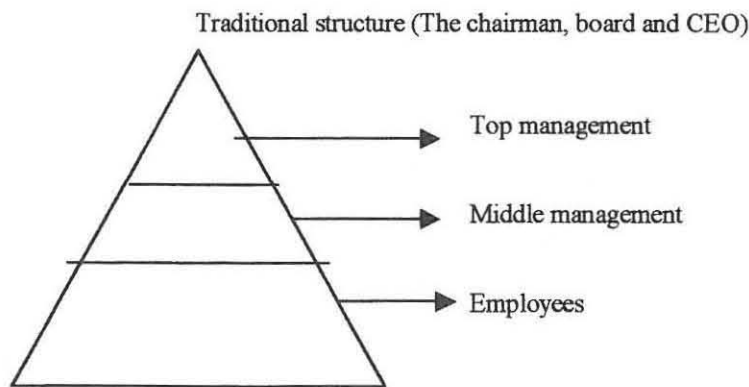 Traditional structure (The chairman, board and CEO)
Top management
Middle management
Employees